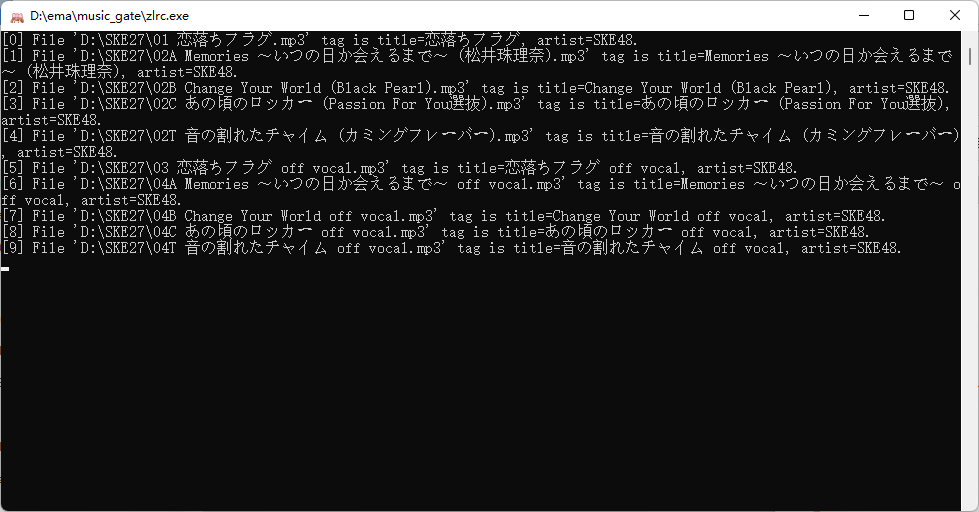 D:\ema\music_gate\zlrc.exe
[0] File 'D:\SKE27\01 恋落ちフラグ.mp3' tag is title=恋落ちフラグ, artist=SKE48.
[1] File 'D:\SKE27\02A Memories ～いつの日か会えるまで～ (松井珠理奈).mp3' tag is title=Memories ～いつの日か会えるまで
～ (松井珠理奈), artist=SKE48.
[2] File 'D:\SKE27\02B Change Your World (Black Pearl).mp3' tag is title=Change Your World (Black Pearl), artist=SKE48.
[3] File 'D:\SKE27\02C あの頃のロッカー (Passion For You選抜).mp3' tag is title=あの頃のロッカー (Passion For You選抜),
artist=SKE48.
[4] File 'D:\SKE27\02T 音の割れたチャイム (カミングフレーバー).mp3' tag is title=音の割れたチャイム (カミングフレーバー)
, artist=SKE48.
[5] File 'D:\SKE27\03 恋落ちフラグ off vocal.mp3' tag is title=恋落ちフラグ off vocal, artist=SKE48.
[6] File 'D:\SKE27\04A Memories ～いつの日か会えるまで～ off vocal.mp3' tag is title=Memories ～いつの日か会えるまで～ o
ff vocal, artist=SKE48.
[7] File 'D:\SKE27\04B Change Your World off vocal.mp3' tag is title=Change Your World off vocal, artist=SKE48.
[8] File 'D:\SKE27\04C あの頃のロッカー off vocal.mp3' tag is title=あの頃のロッカー off vocal, artist=SKE48.
[9] File 'D:\SKE27\04T 音の割れたチャイム off vocal.mp3' tag is title=音の割れたチャイム off vocal, artist=SKE48.